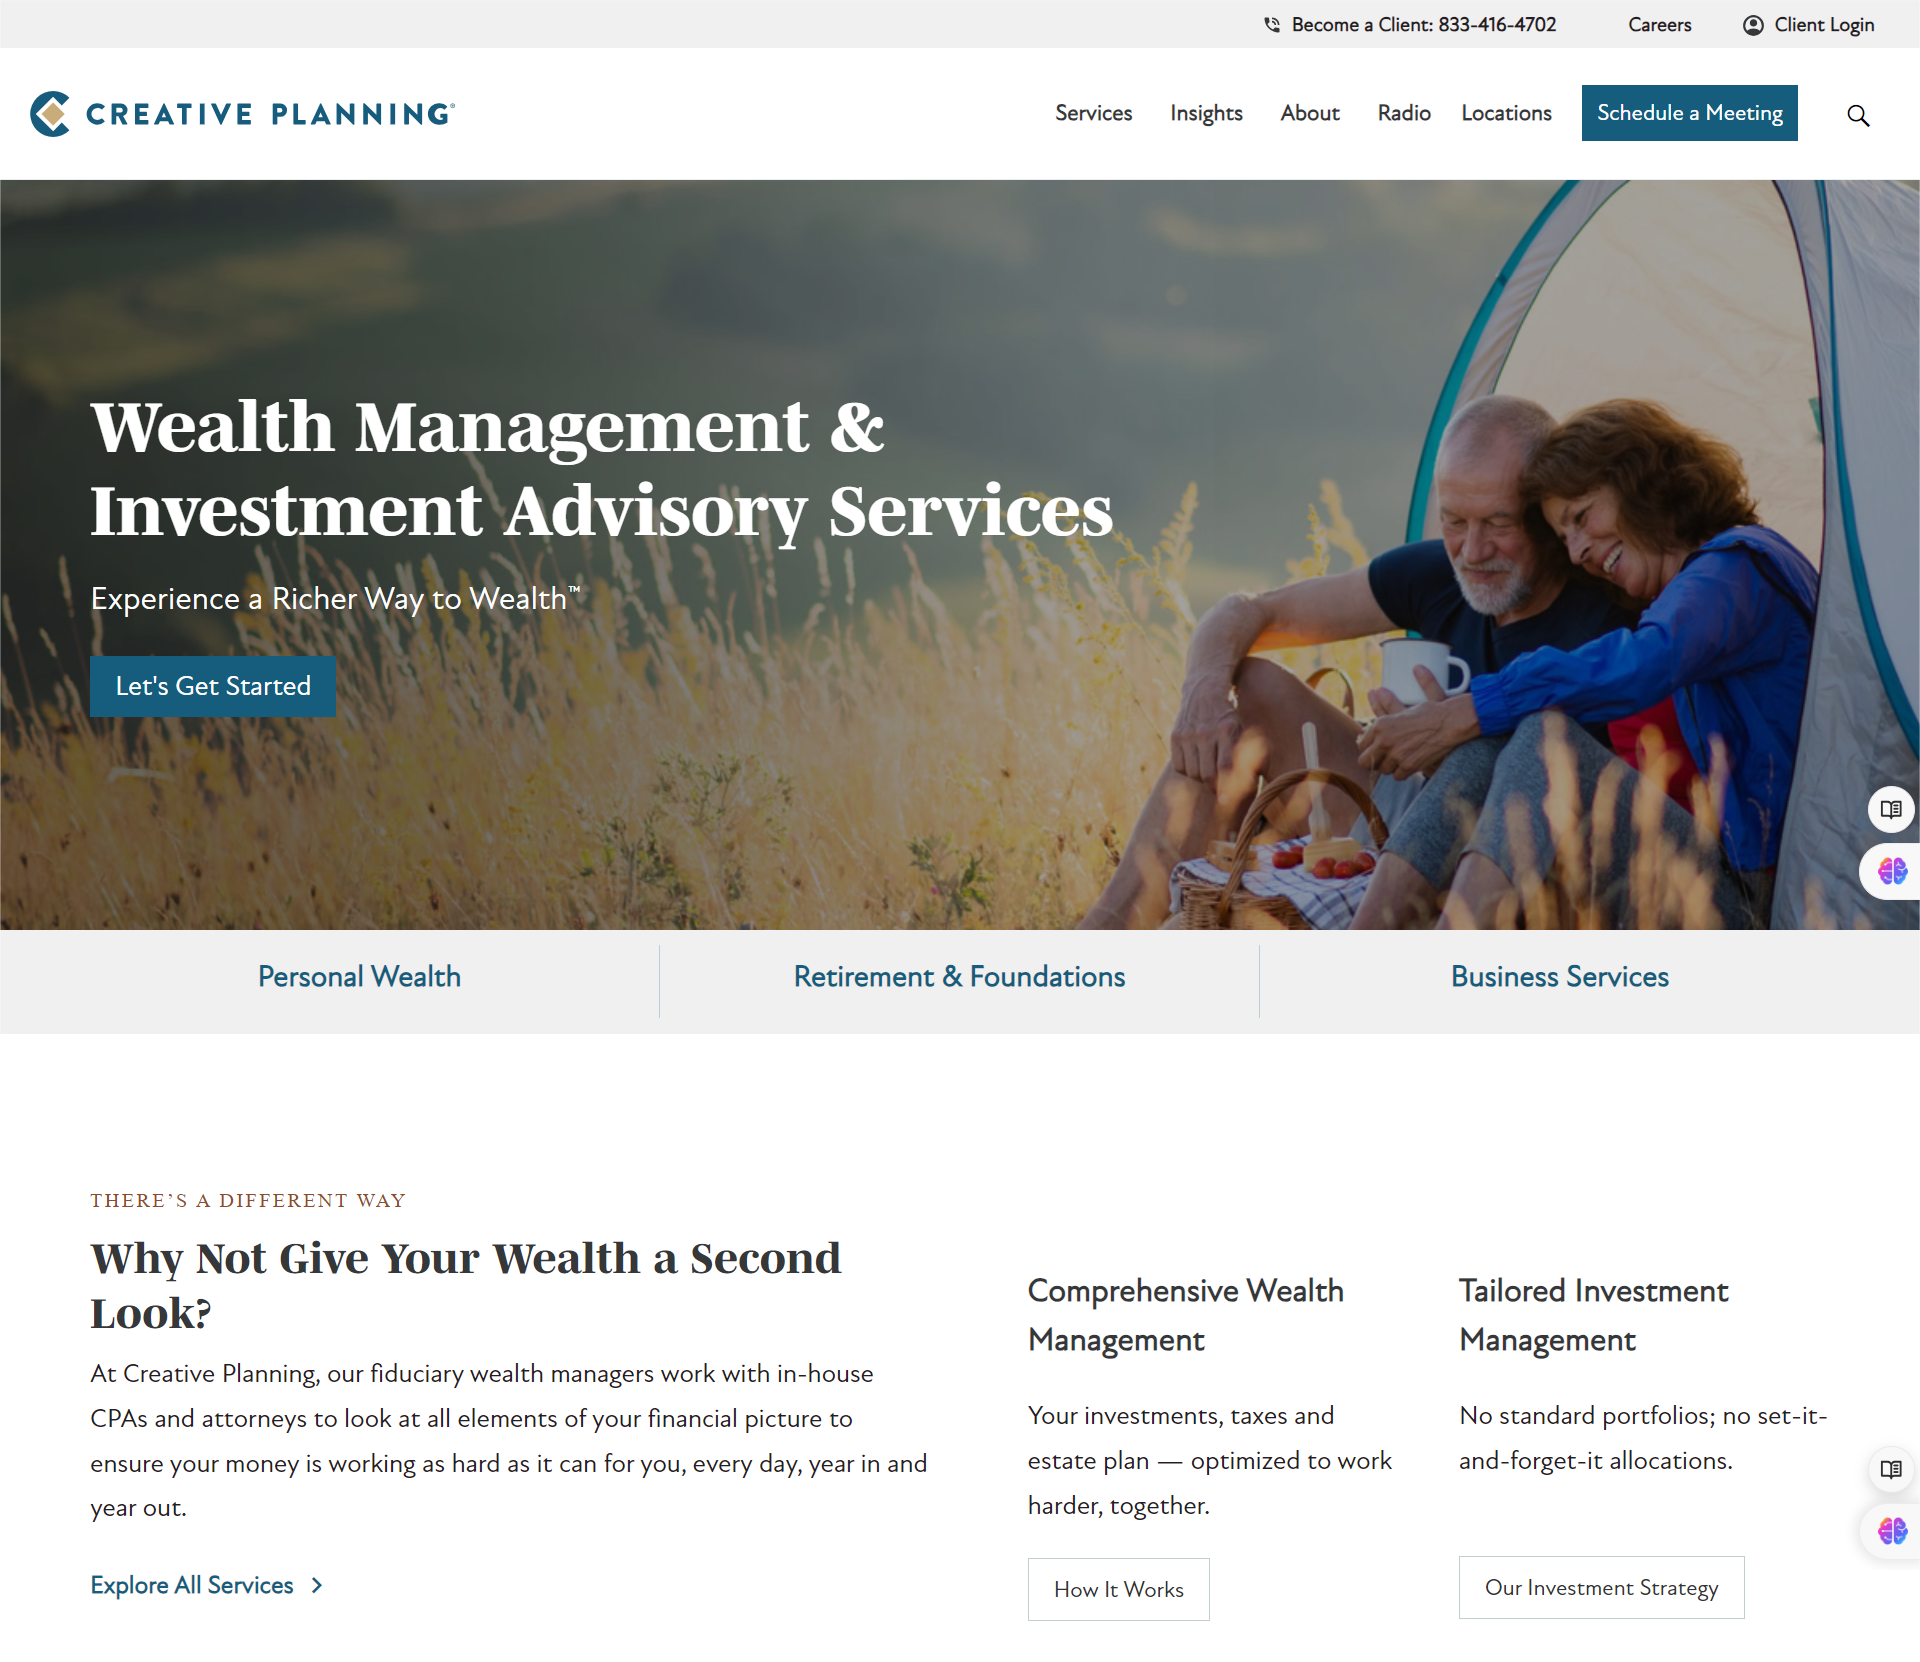 Become a Client: 833-416-4702
Careers
Client Login
CREATIVE PLANNING®
Services
Insights
About
Radio
Locations
Schedule a Meeting
Wealth Management &
Investment Advisory Services
Experience a Richer Way to Wealth™
Let's Get Started
Personal Wealth
Retirement & Foundations
Business Services
THERE’S A DIFFERENT WAY
Why Not Give Your Wealth a Second
Look?
At Creative Planning, our fiduciary wealth managers work with in-house
CPAs and attorneys to look at all elements of your financial picture to
ensure your money is working as hard as it can for you, every day, year in and
year out.
Explore All Services
Comprehensive Wealth
Management
Your investments, taxes and
estate plan — optimized to work
harder, together.
How It Works
Tailored Investment
Management
No standard portfolios; no set-it-
and-forget-it allocations.
Our Investment Strategy